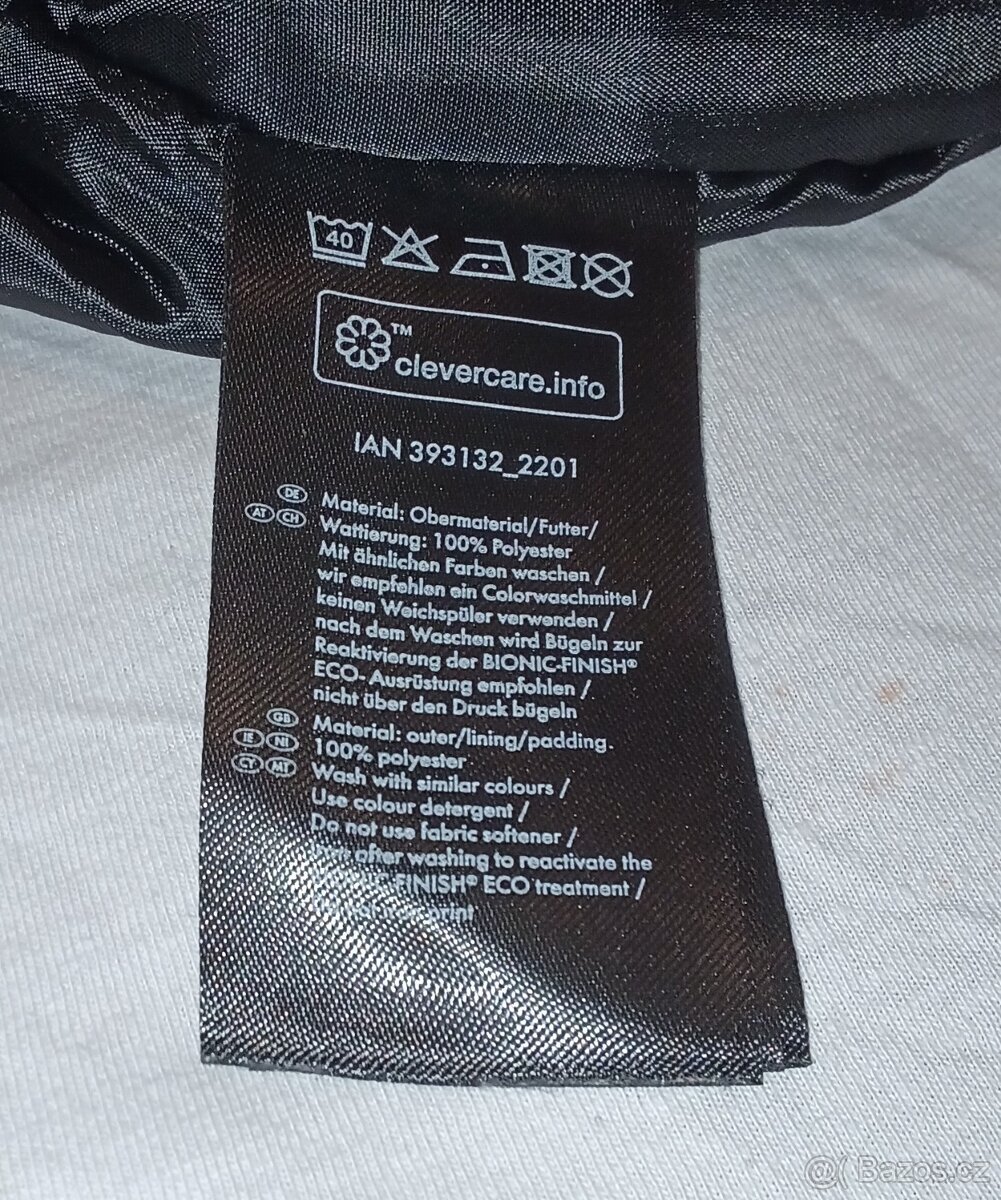 40
™
clevercare.info
IAN 393132_2201
DE
AT CH
Material: Obermaterial/Futter/
Wattierung: 100% Polyester
Mit ähnlichen Farben waschen /
wir empfehlen ein Colorwaschmittel /
keinen Weichspüler verwenden /
nach dem Waschen wird Bügeln zur
Reaktivierung der BIONIC-FINISH®
ECO- Ausrüstung empfohlen /
nicht über den Druck bügeln
GB
IE NI
CY MT
Material: outer/lining/padding.
100% polyester
Wash with similar colours /
Use colour detergent /
Do not use fabric softener /
after washing to reactivate the
FINISH® ECO treatment /
print
@( Bazos.cz